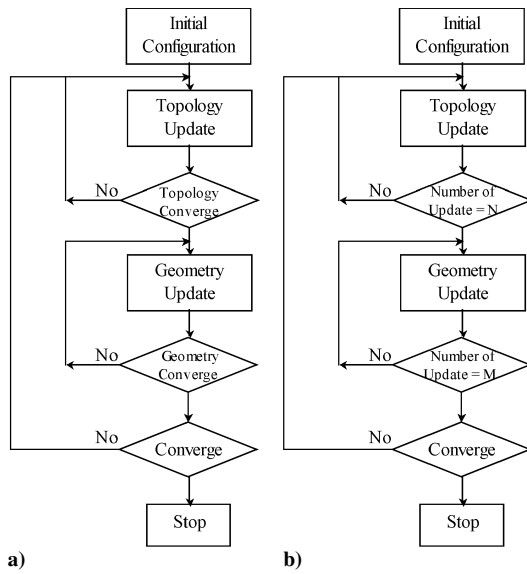 Initial
Configuration
Topology
Update
No
Topology
Converge
Geometry
Update
No
Geometry
Converge
No
Converge
Stop
a)
Initial
Configuration
Topology
Update
No
Number of
Update = N
Geometry
Update
No
Number of
Update = M
No
Converge
Stop
b)